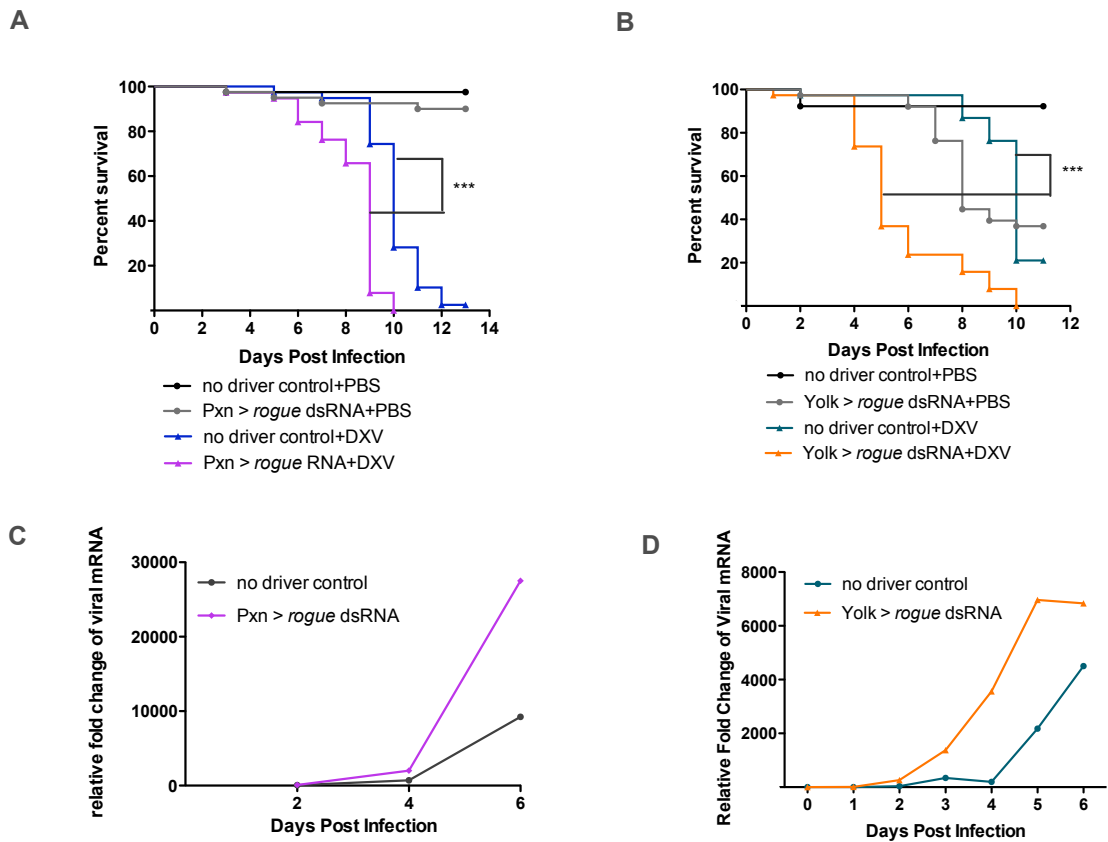 A
Percent survival
100
80
60
40
20
***
0 2 4 6 8 10 12 14
Days Post Infection
no driver control+PBS
Pxn > rogue dsRNA+PBS
no driver control+DXV
Pxn > rogue RNA+DXV
B
Percent survival
100
80
60
40
20
***
0 2 4 6 8 10 12
Days Post Infection
no driver control+PBS
Yolk > rogue dsRNA+PBS
no driver control+DXV
Yolk > rogue dsRNA+DXV
C
relative fold change of viral mRNA
30000
20000
10000
0
no driver control
Pxn > rogue dsRNA
2 4 6
Days Post Infection
D
Relative Fold Change of Viral mRNA
8000
6000
4000
2000
no driver control
Yolk > rogue dsRNA
0 1 2 3 4 5 6
Days Post Infection